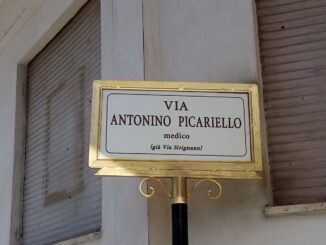 VIA
ANTONINO PICARIELLO
medico
(già Via Sirignano)